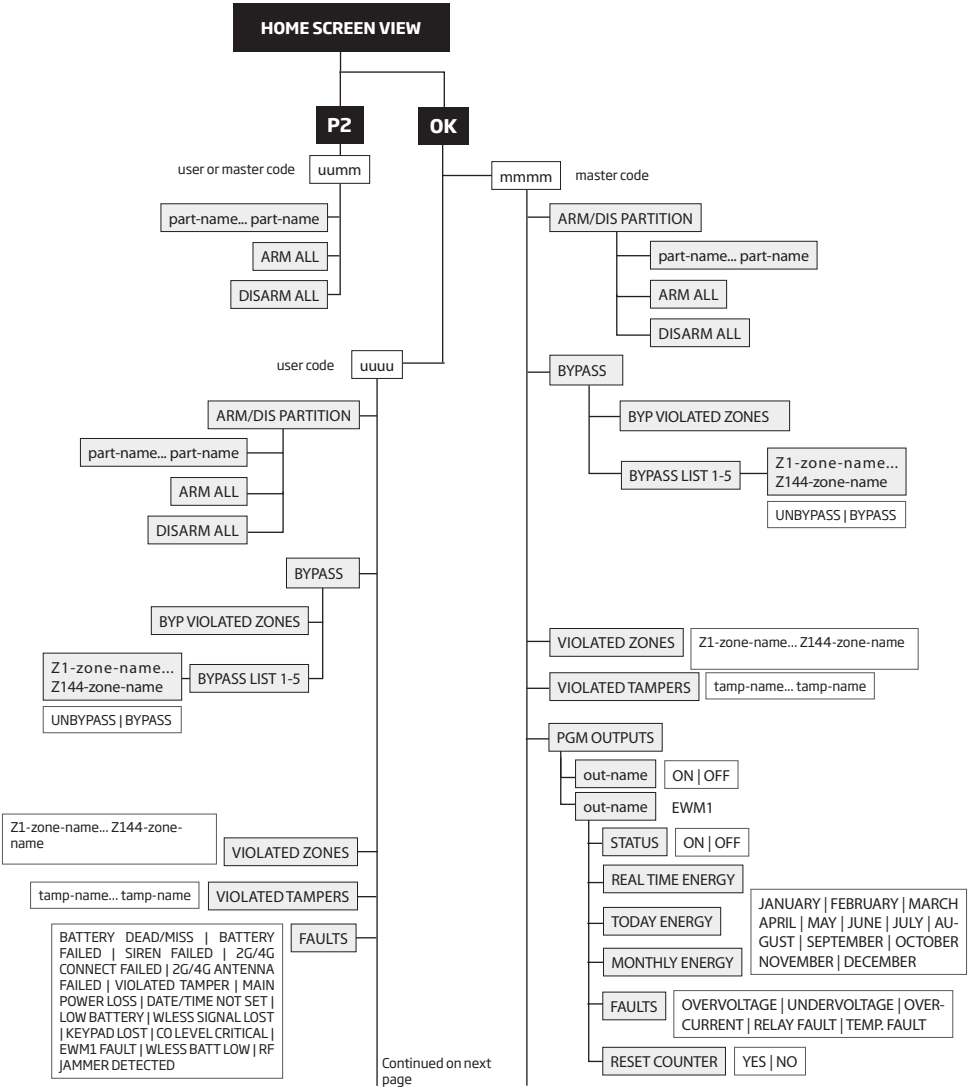 HOME SCREEN VIEW
P2
OK
user or master code
uumm
part-name... part-name
ARM ALL
DISARM ALL
mmmm
master code
ARM/DIS PARTITION
part-name... part-name
ARM ALL
DISARM ALL
BYPASS
BYP VIOLATED ZONES
BYPASS LIST 1-5
Z1-zone-name...
Z144-zone-name
UNBYPASS | BYPASS
user code
uuuu
ARM/DIS PARTITION
part-name... part-name
ARM ALL
DISARM ALL
BYPASS
BYP VIOLATED ZONES
Z1-zone-name...
Z144-zone-name
BYPASS LIST 1-5
UNBYPASS | BYPASS
Z1-zone-name... Z144-zone-
name
VIOLATED ZONES
tamp-name... tamp-name
VIOLATED TAMPERS
FAULTS
BATTERY DEAD/MISS | BATTERY
FAILED | SIREN FAILED | 2G/4G
CONNECT FAILED | 2G/4G ANTENNA
FAILED | VIOLATED TAMPER | MAIN
POWER LOSS | DATE/TIME NOT SET |
LOW BATTERY | WLESS SIGNAL LOST
| KEYPAD LOST | CO LEVEL CRITICAL |
EWM1 FAULT | WLESS BATT LOW | RF
JAMMER DETECTED
Continued on next
page
VIOLATED ZONES
Z1-zone-name... Z144-zone-name
VIOLATED TAMPERS
tamp-name... tamp-name
PGM OUTPUTS
out-name
ON | OFF
out-name
EWM1
STATUS
ON | OFF
REAL TIME ENERGY
TODAY ENERGY
MONTHLY ENERGY
JANUARY | FEBRUARY | MARCH
APRIL | MAY | JUNE | JULY | AU-
GUST | SEPTEMBER | OCTOBER
NOVEMBER | DECEMBER
FAULTS
OVERVOLTAGE | UNDERVOLTAGE | OVER-
CURRENT | RELAY FAULT | TEMP. FAULT
RESET COUNTER
YES | NO